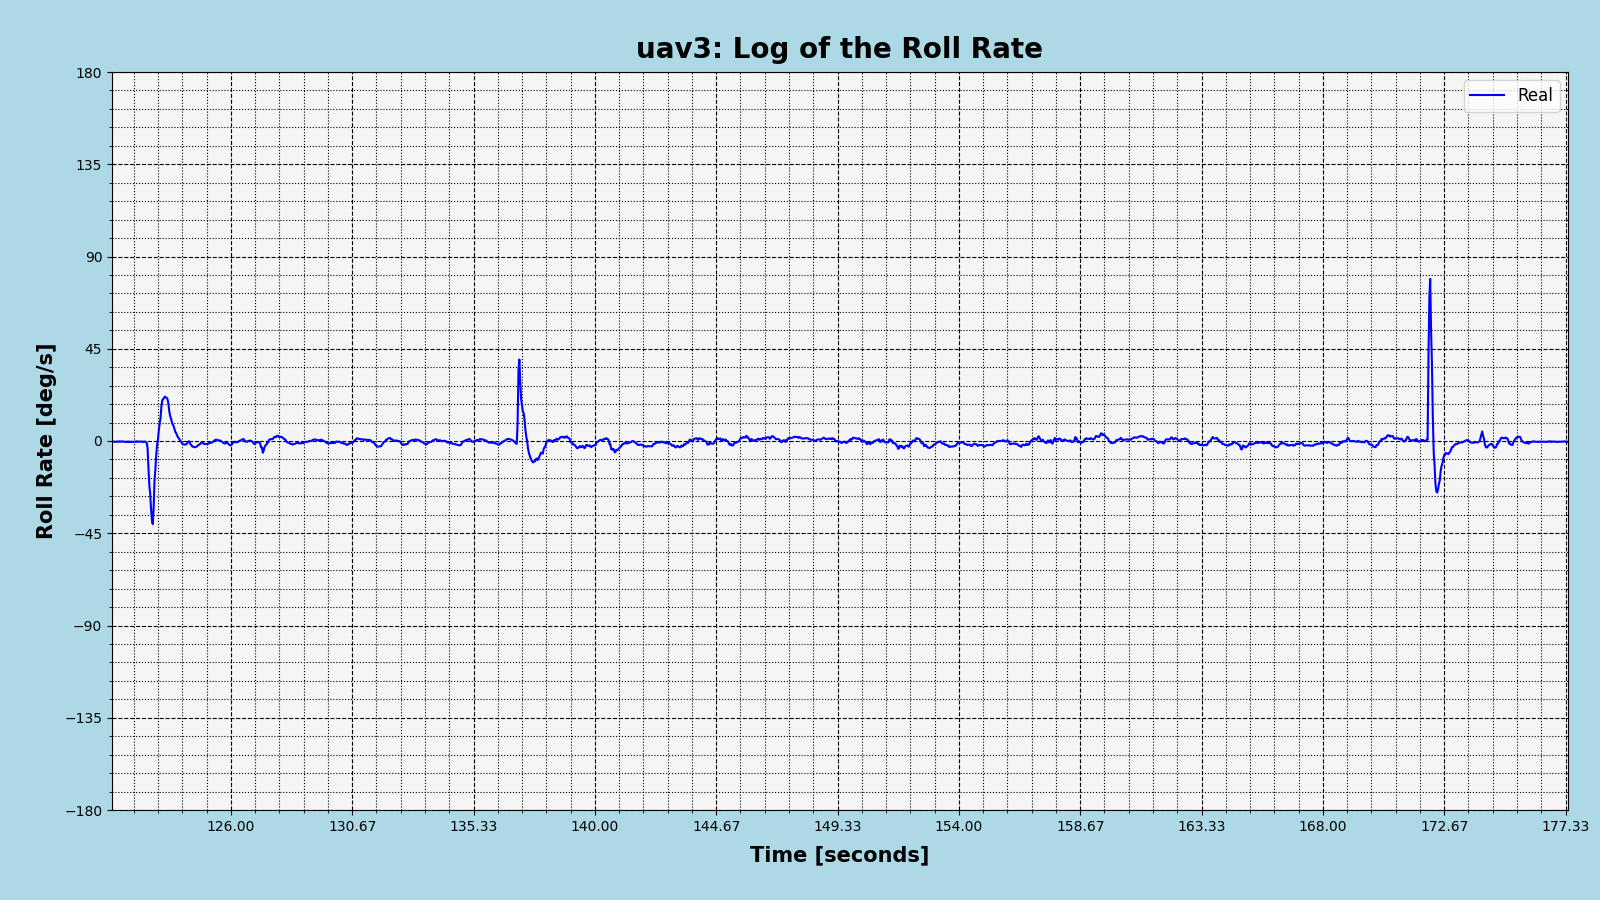 uav3: Log of the Roll Rate
Real
Roll Rate [deg/s]
180
135
90
45
0
−45
−90
−135
−180
126.00 130.67 135.33 140.00 144.67 149.33 154.00 158.67 163.33 168.00 172.67 177.33
Time [seconds]